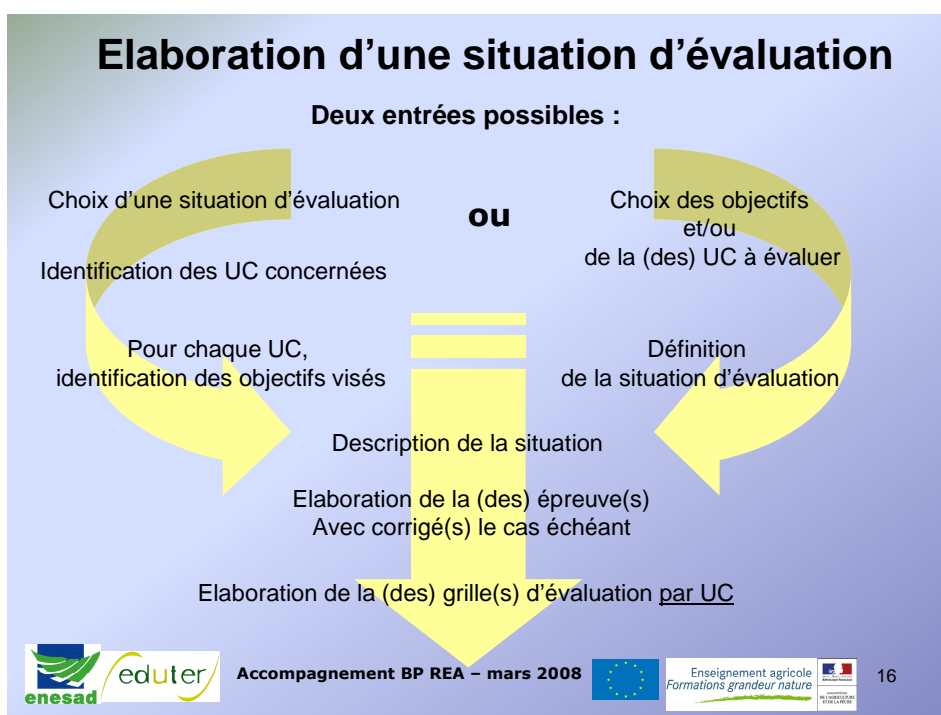 Elaboration d’une situation d’évaluation
Deux entrées possibles :
Choix d’une situation d’évaluation
Identification des UC concernées
Pour chaque UC,
identification des objectifs visés
ou
Choix des objectifs
et/ou
de la (des) UC à évaluer
Définition
de la situation d’évaluation
Description de la situation
Elaboration de la (des) épreuve(s)
Avec corrigé(s) le cas échéant
Elaboration de la (des) grille(s) d’évaluation par UC
enesad
eduter
Accompagnement BP REA – mars 2008
Enseignement agricole
Formations grandeur nature
16